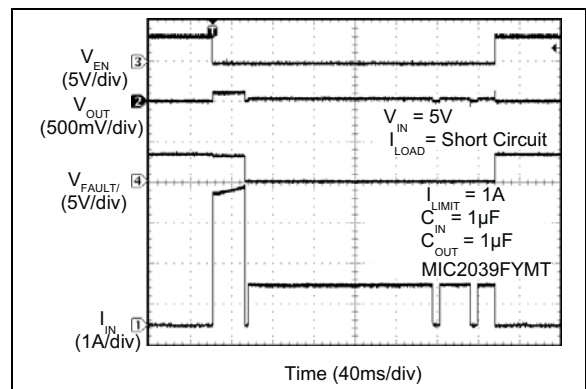 T
V_EN
(5V/div)
3
V_OUT
(500mV/div)
2
V_IN = 5V
I_LOAD = Short Circuit
V_FAULT/
(5V/div)
4
I_LIMIT = 1A
C_IN = 1µF
C_OUT = 1µF
MIC2039FYMT
I_IN
(1A/div)
1
Time (40ms/div)